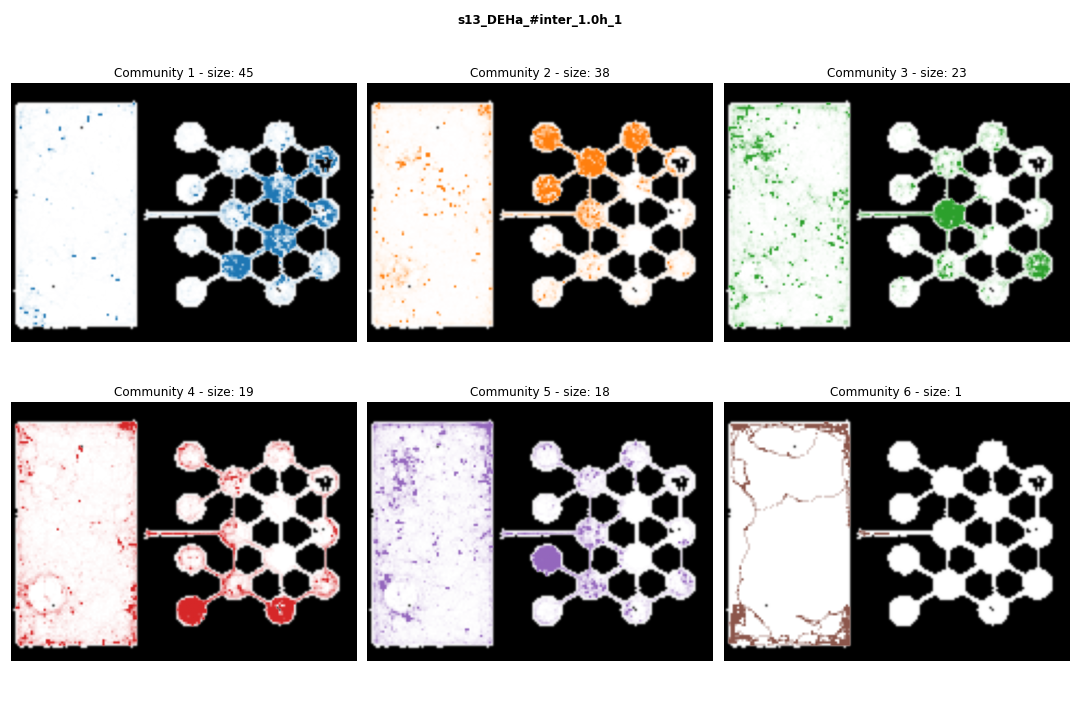 s13_DEHa_#inter_1.0h_1
Community 1 - size: 45
Community 2 - size: 38
Community 3 - size: 23
Community 4 - size: 19
Community 5 - size: 18
Community 6 - size: 1